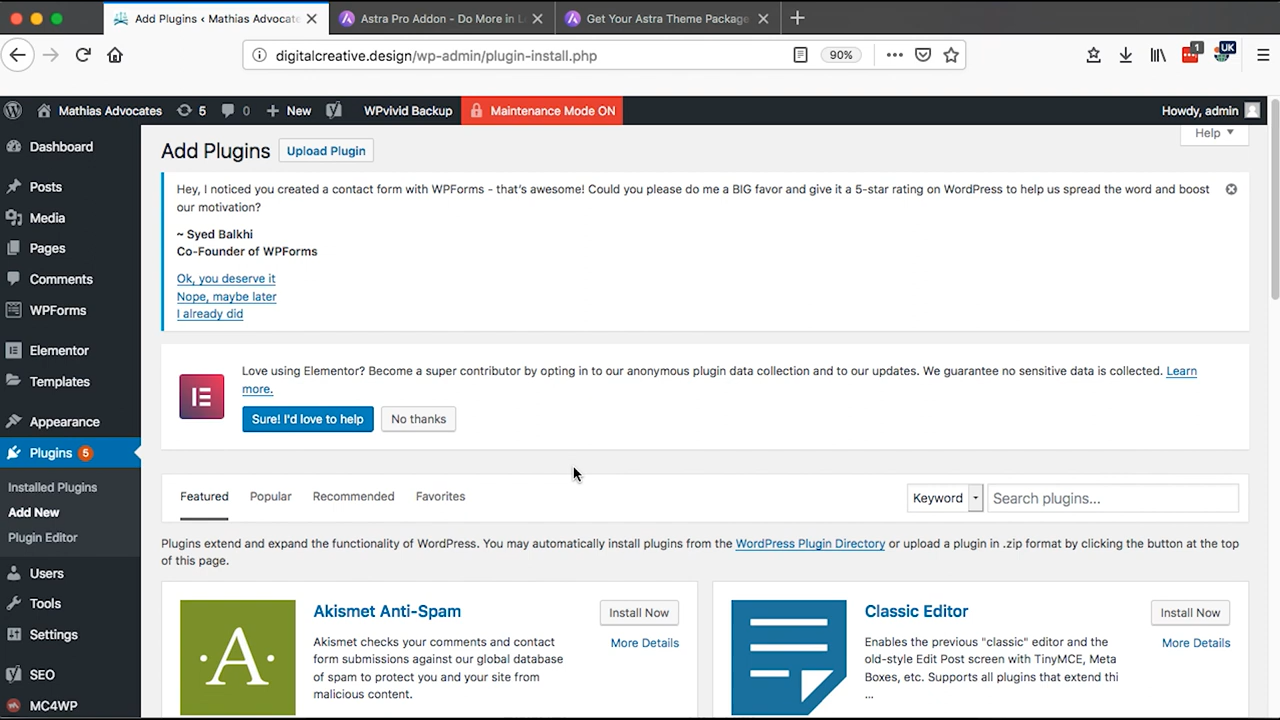 Add Plugins ‹ Mathias Advocate
Astra Pro Addon - Do More in L
Get Your Astra Theme Package
digitalcreative.design/wp-admin/plugin-install.php
90%
1
UK
Mathias Advocates
5
0
New
WPvivid Backup
Maintenance Mode ON
Howdy, admin
Dashboard
Posts
Media
Pages
Comments
WPForms
Elementor
Templates
Appearance
Plugins 5
Installed Plugins
Add New
Plugin Editor
Users
Tools
Settings
SEO
MC4WP
Help
Add Plugins
Upload Plugin
Hey, I noticed you created a contact form with WPForms - that's awesome! Could you please do me a BIG favor and give it a 5-star rating on WordPress to help us spread the word and boost
our motivation?
~ Syed Balkhi
Co-Founder of WPForms
Ok, you deserve it
Nope, maybe later
I already did
Love using Elementor? Become a super contributor by opting in to our anonymous plugin data collection and to our updates. We guarantee no sensitive data is collected. Learn
more.
Sure! I'd love to help
No thanks
Featured
Popular
Recommended
Favorites
Keyword
Search plugins...
Plugins extend and expand the functionality of WordPress. You may automatically install plugins from the WordPress Plugin Directory or upload a plugin in .zip format by clicking the button at the top
of this page.
Akismet Anti-Spam
Install Now
More Details
Akismet checks your comments and contact
form submissions against our global database
of spam to protect you and your site from
malicious content.
A
Classic Editor
Install Now
More Details
Enables the previous "classic" editor and the
old-style Edit Post screen with TinyMCE, Meta
Boxes, etc. Supports all plugins that extend thi
...